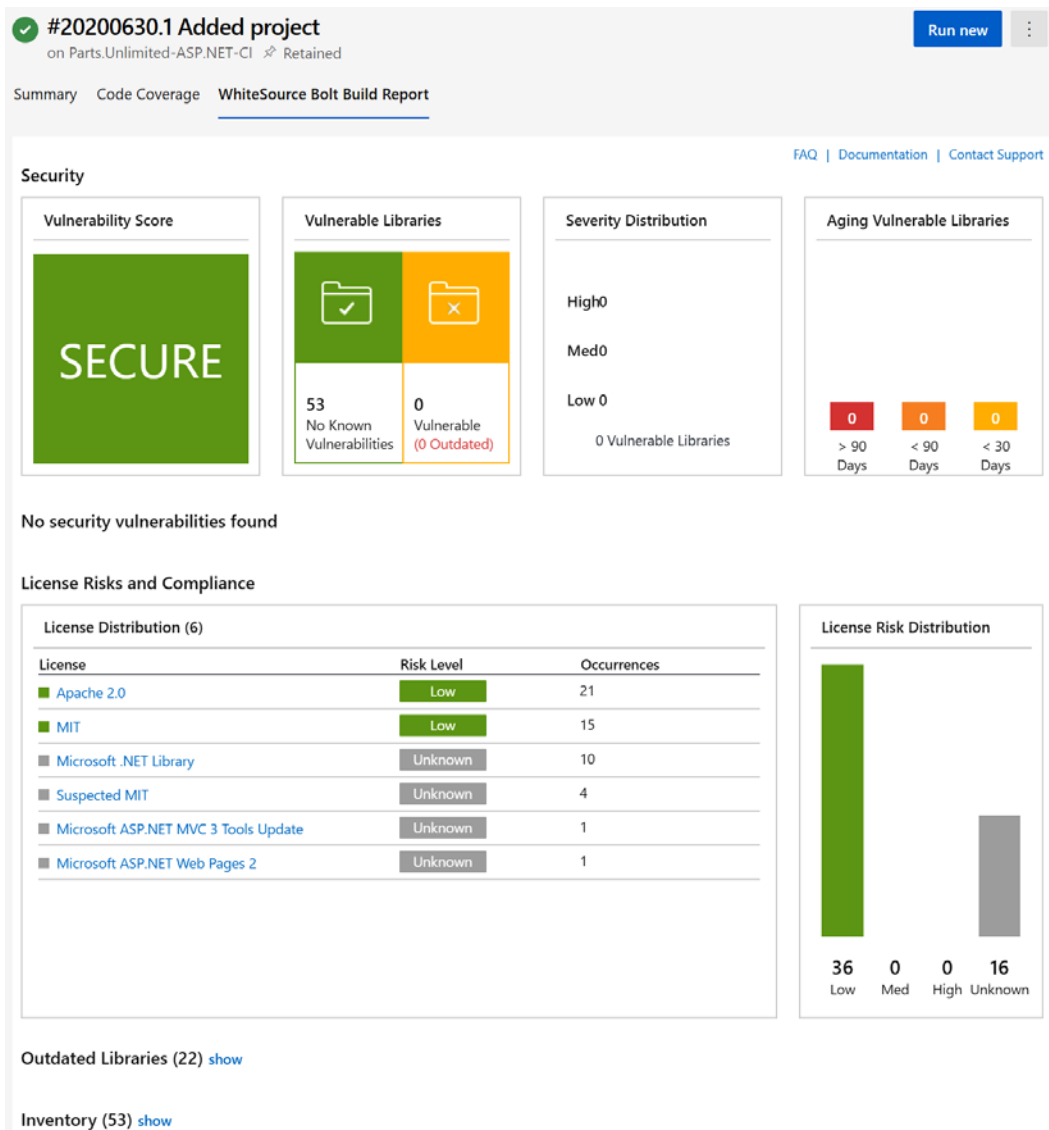 #20200630.1 Added project
on Parts.Unlimited-ASP.NET-CI Retained
Run new
Summary Code Coverage WhiteSource Bolt Build Report
FAQ | Documentation | Contact Support
Security
Vulnerability Score
SECURE
Vulnerable Libraries
53
No Known
Vulnerabilities
0
Vulnerable
(0 Outdated)
Severity Distribution
High0
Med0
Low 0
0 Vulnerable Libraries
Aging Vulnerable Libraries
0 0 0
> 90 < 90 < 30
Days Days Days
No security vulnerabilities found
License Risks and Compliance
License Distribution (6)
License Risk Level Occurrences
Apache 2.0 Low 21
MIT Low 15
Microsoft .NET Library Unknown 10
Suspected MIT Unknown 4
Microsoft ASP.NET MVC 3 Tools Update Unknown 1
Microsoft ASP.NET Web Pages 2 Unknown 1
License Risk Distribution
36 0 0 16
Low Med High Unknown
Outdated Libraries (22) show
Inventory (53) show